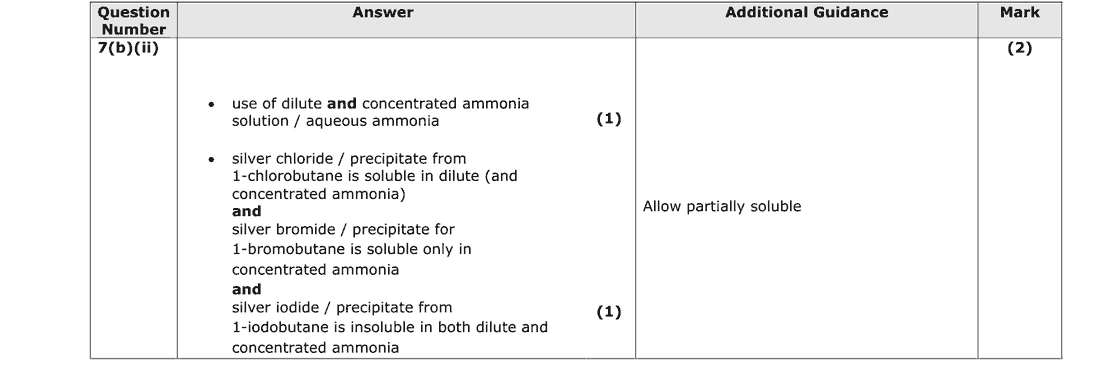 Question Number
Answer
Additional Guidance
Mark
7(b)(ii)
(2)
• use of dilute and concentrated ammonia
solution / aqueous ammonia
(1)
• silver chloride / precipitate from
1-chlorobutane is soluble in dilute (and
concentrated ammonia)
and
silver bromide / precipitate for
1-bromobutane is soluble only in
concentrated ammonia
and
silver iodide / precipitate from
1-iodobutane is insoluble in both dilute and
concentrated ammonia
(1)
Allow partially soluble